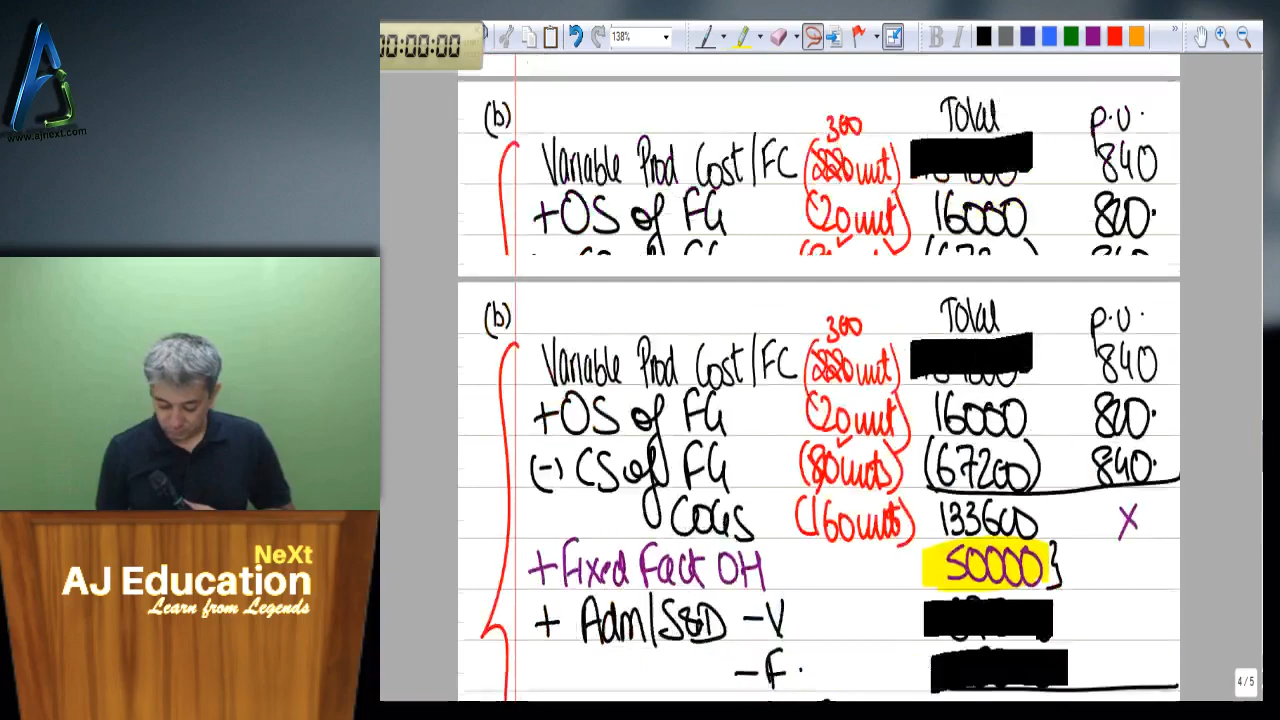 00:00:00
138%
B I
www.ajnext.com
(b) Total P.U.
300
Variable Prod Cost/FC unit) 840
+OS of FG (20 unit) 16000 800.
(b) Total P.U.
300
Variable Prod Cost/FC unit) 840
+OS of FG (20 unit) 16000 800.
(-) CS of FG (80 units) (67200) 840.
COGS (160 units) 133600 X
+Fixed Fact OH 50000 }
+ Adm/S&D -V
-F.
NeXt
AJ Education
Learn from Legends
4/5